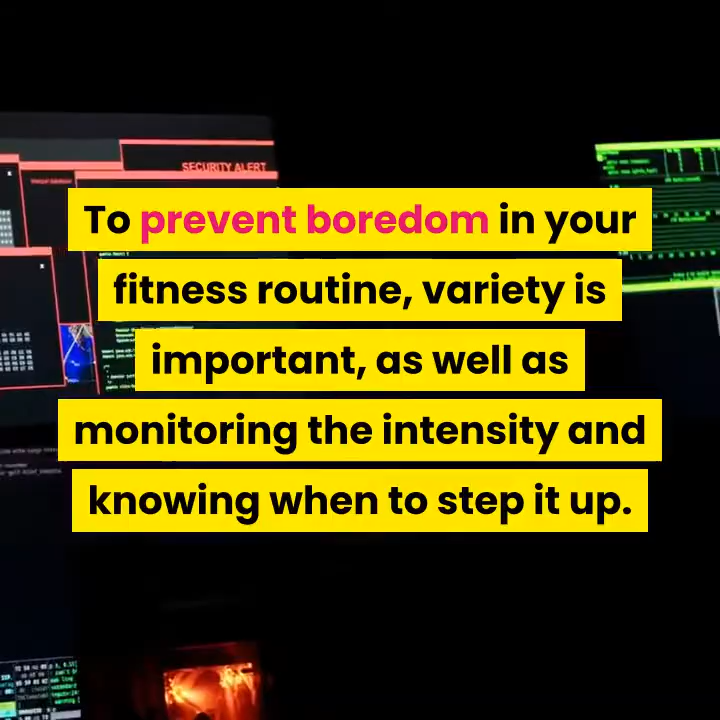 SECURITY ALERT
To prevent boredom in your
fitness routine, variety is
important, as well as
monitoring the intensity and
knowing when to step it up.